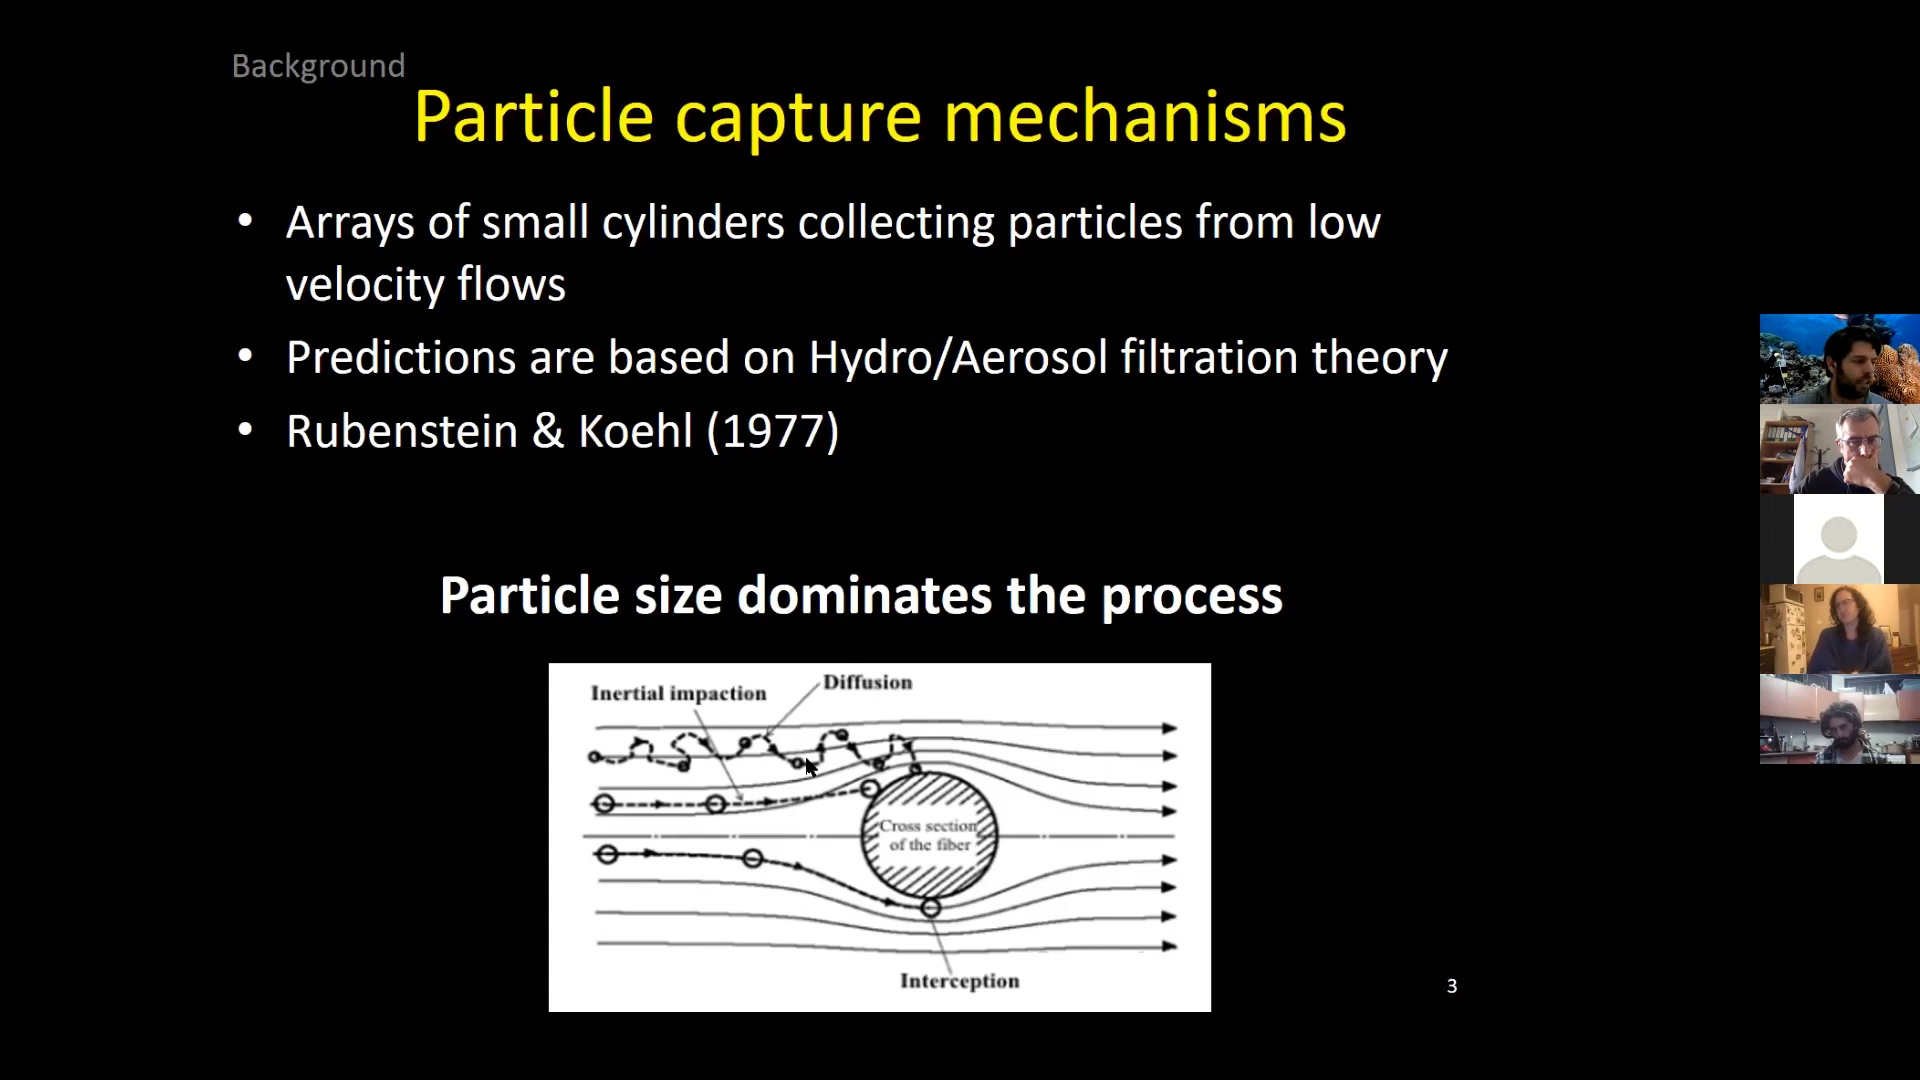 Background
Particle capture mechanisms
• Arrays of small cylinders collecting particles from low
velocity flows
• Predictions are based on Hydro/Aerosol filtration theory
• Rubenstein & Koehl (1977)
Particle size dominates the process
Diffusion
Inertial impaction
Cross section
of the fiber
Interception
3